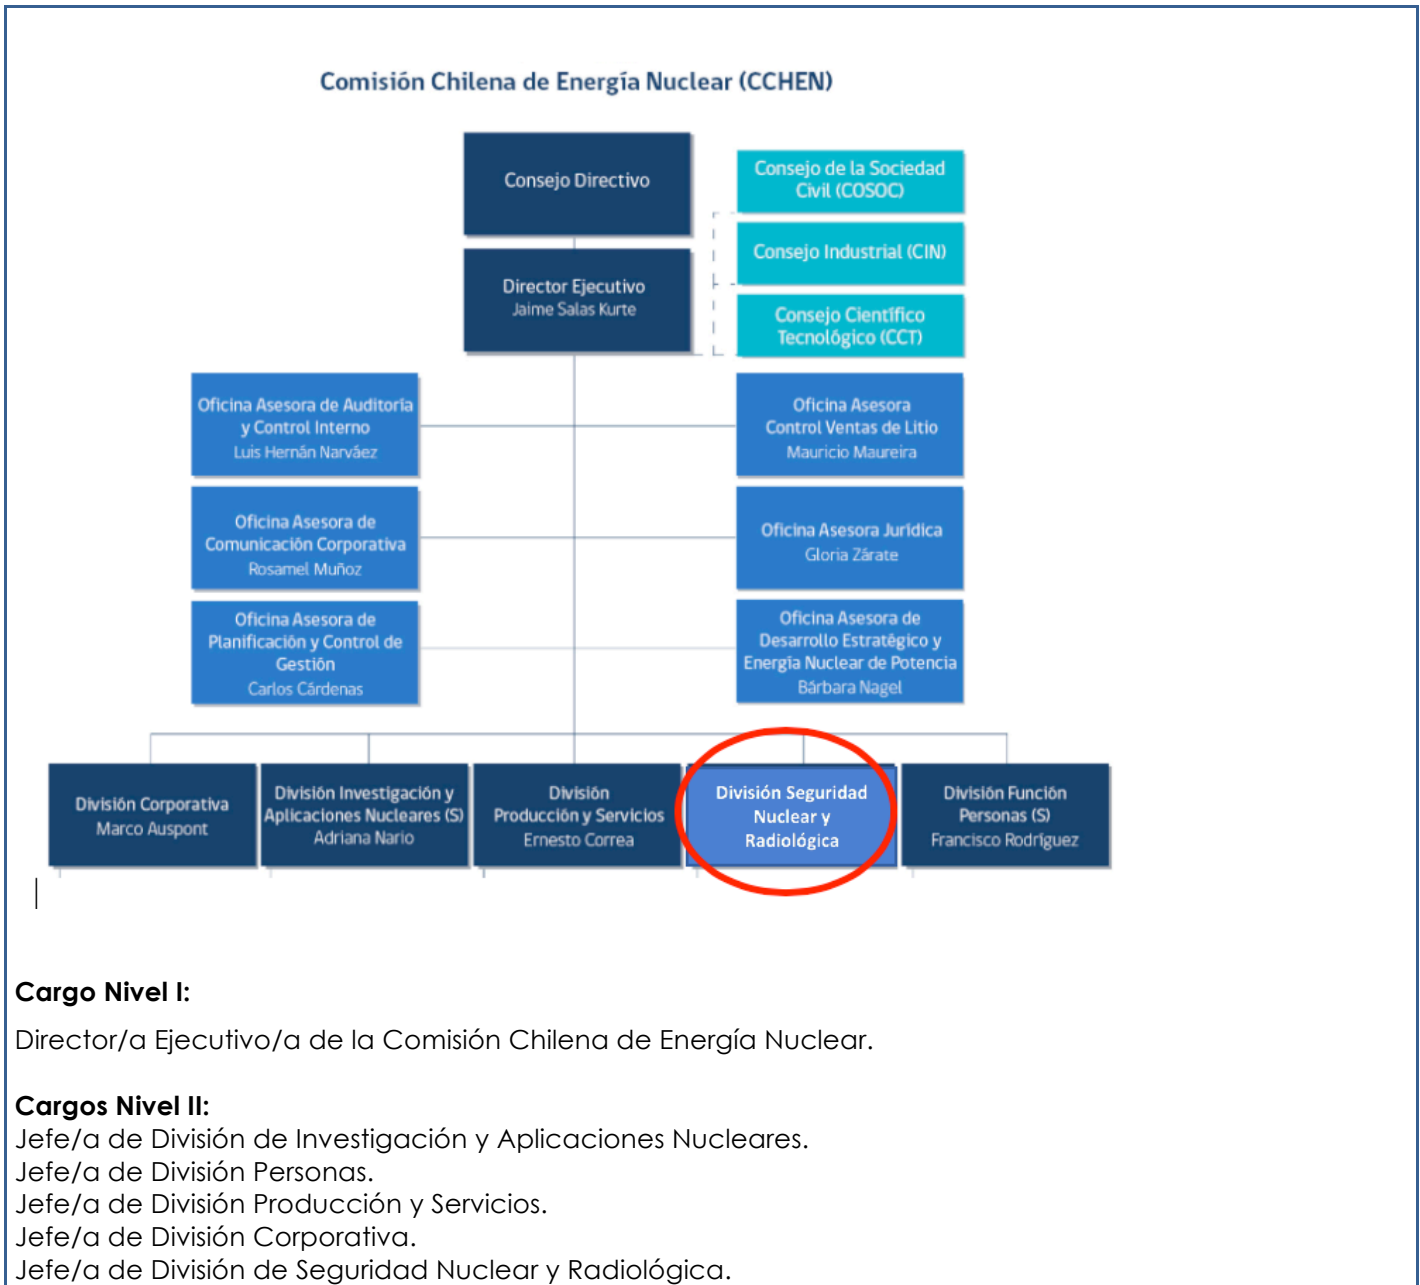 Comisión Chilena de Energía Nuclear (CCHEN)
Consejo Directivo
Consejo de la Sociedad
Civil (COSOC)
Consejo Industrial (CIN)
Director Ejecutivo
Jaime Salas Kurte
Consejo Científico
Tecnológico (CCT)
Oficina Asesora de Auditoría
y Control Interno
Luis Hernán Narváez
Oficina Asesora
Control Ventas de Litio
Mauricio Maureira
Oficina Asesora de
Comunicación Corporativa
Rosamel Muñoz
Oficina Asesora Jurídica
Gloria Zárate
Oficina Asesora de
Planificación y Control de
Gestión
Carlos Cárdenas
Oficina Asesora de
Desarrollo Estratégico y
Energía Nuclear de Potencia
Bárbara Nagel
División Corporativa
Marco Auspont
División Investigación y
Aplicaciones Nucleares (S)
Adriana Nario
División
Producción y Servicios
Ernesto Correa
División Seguridad
Nuclear y
Radiológica
División Función
Personas (S)
Francisco Rodríguez
Cargo Nivel I:
Director/a Ejecutivo/a de la Comisión Chilena de Energía Nuclear.
Cargos Nivel II:
Jefe/a de División de Investigación y Aplicaciones Nucleares.
Jefe/a de División Personas.
Jefe/a de División Producción y Servicios.
Jefe/a de División Corporativa.
Jefe/a de División de Seguridad Nuclear y Radiológica.